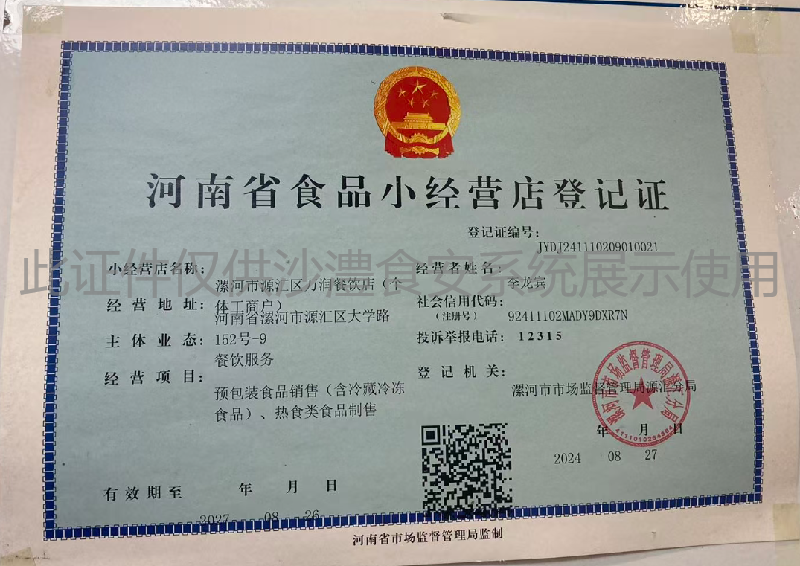 河南省食品小经营店登记证
登记证编号：
JYDJ241110209010021
此证件仅供沙澧食安系统展示使用
小经营店名称：
漯河市源汇区万润餐饮店（个
体工商户）
经营地址：
河南省漯河市源汇区大学路
152号-9
主体业态：
餐饮服务
经营项目：
预包装食品销售（含冷藏冷冻
食品）、热食类食品制售
经营者姓名：
李龙宾
社会信用代码：
（注册号）
92411102MADY9DXR7N
投诉举报电话：12315
登记机关：
漯河市市场监督管理局源汇分局
年 月 日
2024 08 27
有效期至 年 月 日
2027 08 26
河南省市场监督管理局监制